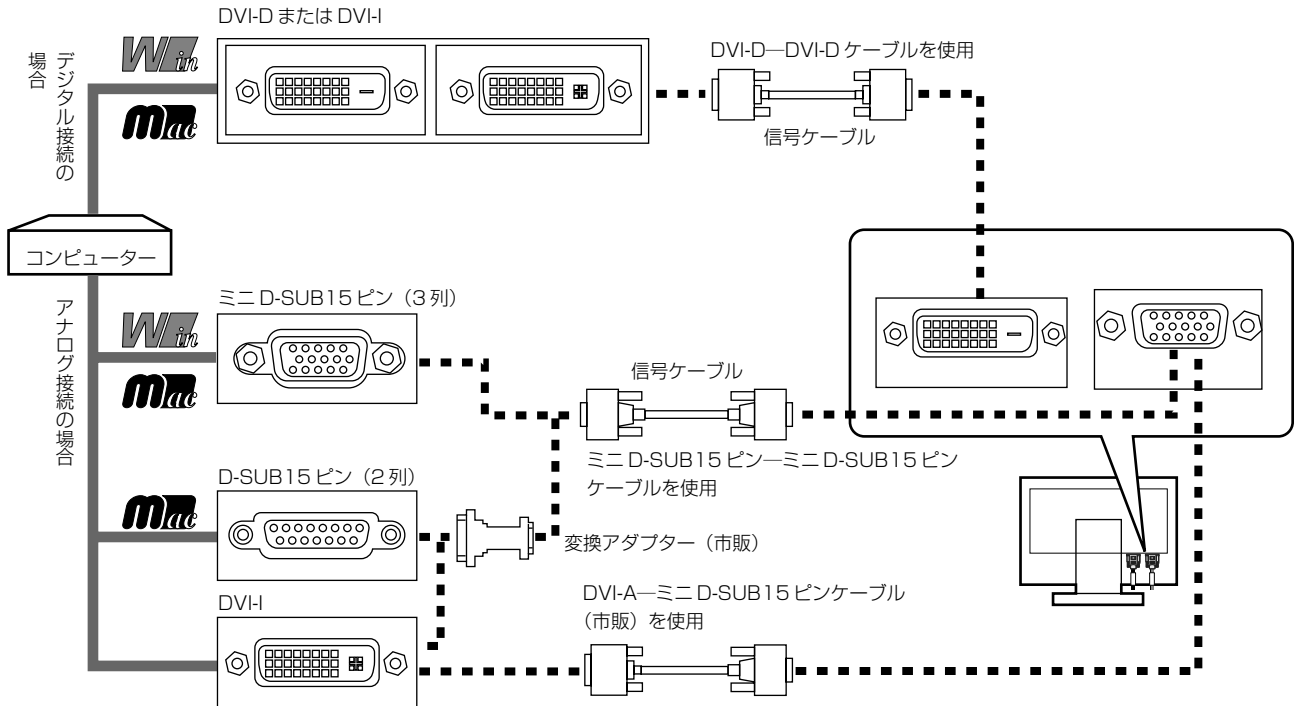 DVI-D または DVI-I
Win
Mac
デジタル接続の
場合
DVI-D―DVI-D ケーブルを使用
信号ケーブル
コンピューター
アナログ接続の場合
ミニ D-SUB15 ピン（3 列）
Win
Mac
信号ケーブル
ミニ D-SUB15 ピン―ミニ D-SUB15 ピン
ケーブルを使用
D-SUB15 ピン（2 列）
Mac
変換アダプター（市販）
DVI-I
DVI-A―ミニ D-SUB15 ピンケーブル
（市販）を使用